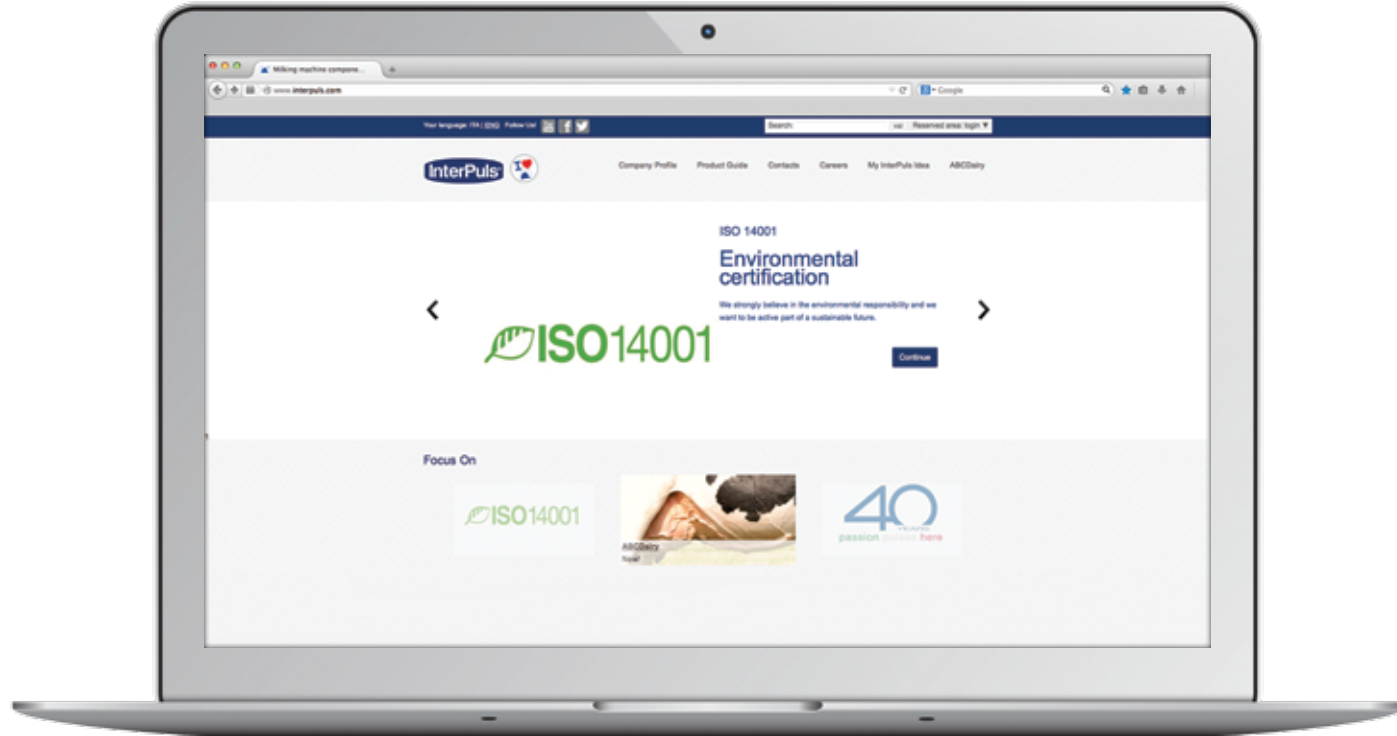 Milking machine compone...
www.interpuls.com
Google
Your language: ITA | ENG Follow Us!
Search:
vai
Reserved area: login ▼
InterPuls
I
Company Profile
Product Guide
Contacts
Careers
My InterPuls Idea
ABCDairy
ISO 14001
Environmental
certification
We strongly believe in the environmental responsibility and we
want to be active part of a sustainable future.
ISO14001
Continue
Focus On
ISO14001
ABCDairy
New!
40
YEARS
passion pulses here